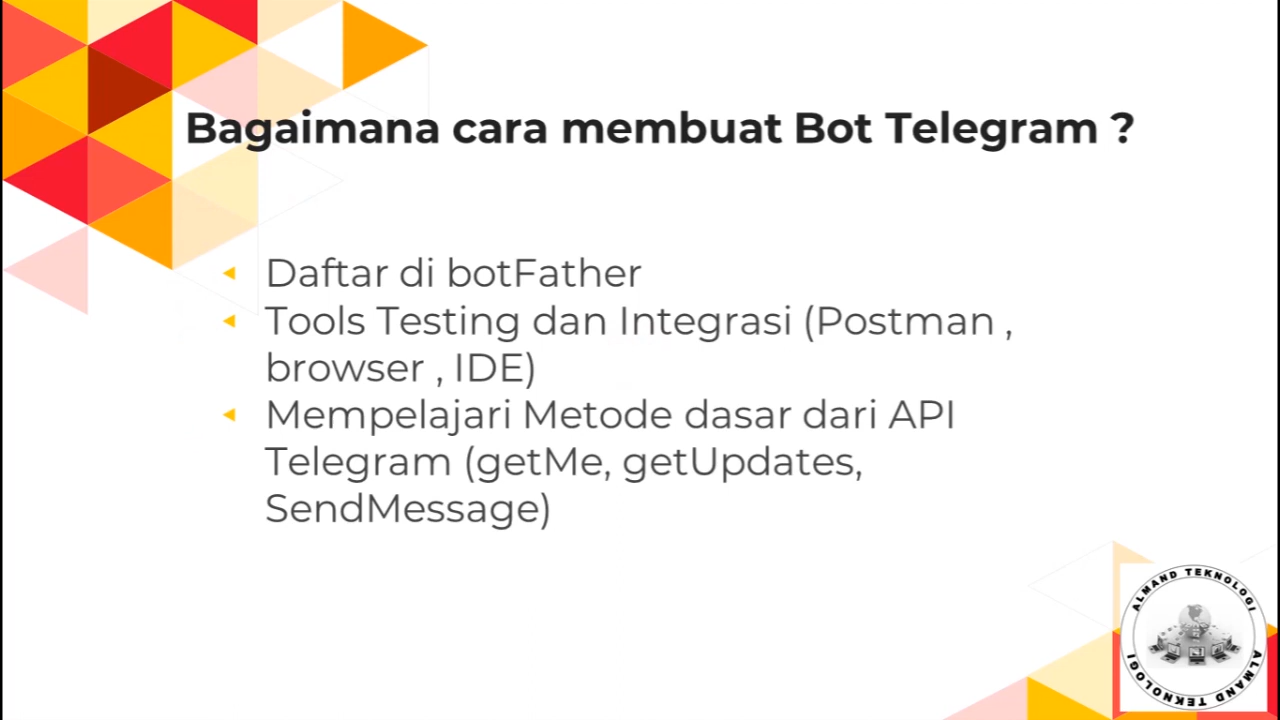 Bagaimana cara membuat Bot Telegram ?
Daftar di botFather
Tools Testing dan Integrasi (Postman ,
browser , IDE)
Mempelajari Metode dasar dari API
Telegram (getMe, getUpdates,
SendMessage)
ALMAND TEKNOLOGI
ALMAND TEKNOLOGI